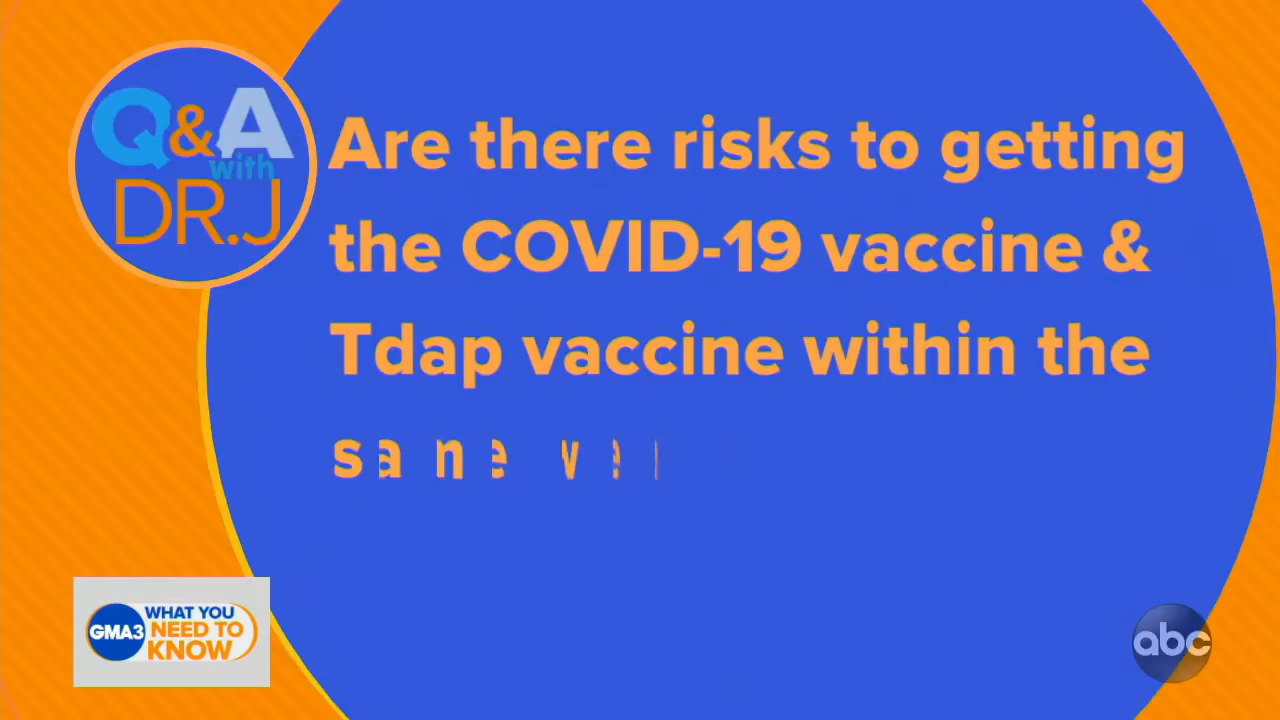 Q&A
with
DR.J
Are there risks to getting
the COVID-19 vaccine &
Tdap vaccine within the
GMA3
WHAT YOU
NEED TO
KNOW
abc